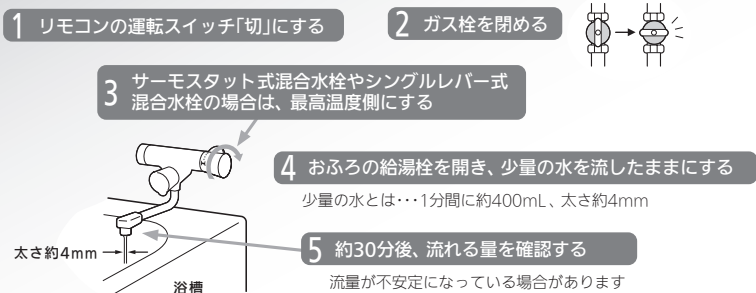 1 リモコンの運転スイッチ「切」にする
2 ガス栓を閉める
3 サーモスタット式混合水栓やシングルレバー式
混合水栓の場合は、最高温度側にする
4 おふろの給湯栓を開き、少量の水を流したままにする
少量の水とは･･･1分間に約400mL、太さ約4mm
太さ約4mm
浴槽
5 約30分後、流れる量を確認する
流量が不安定になっている場合があります